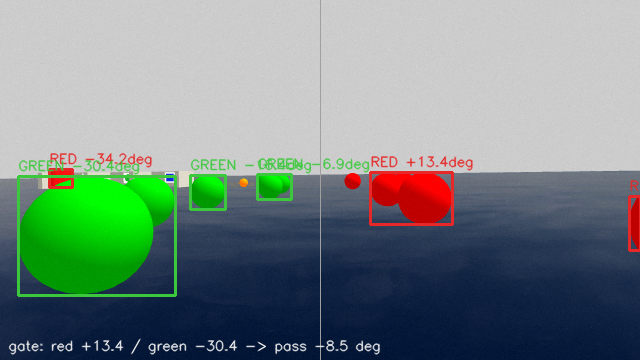 RED -34.2deg
GREEN -30.4deg
GREEN
GREEN -6.9deg
RED +13.4deg
R
gate: red +13.4 / green -30.4 -> pass -8.5 deg